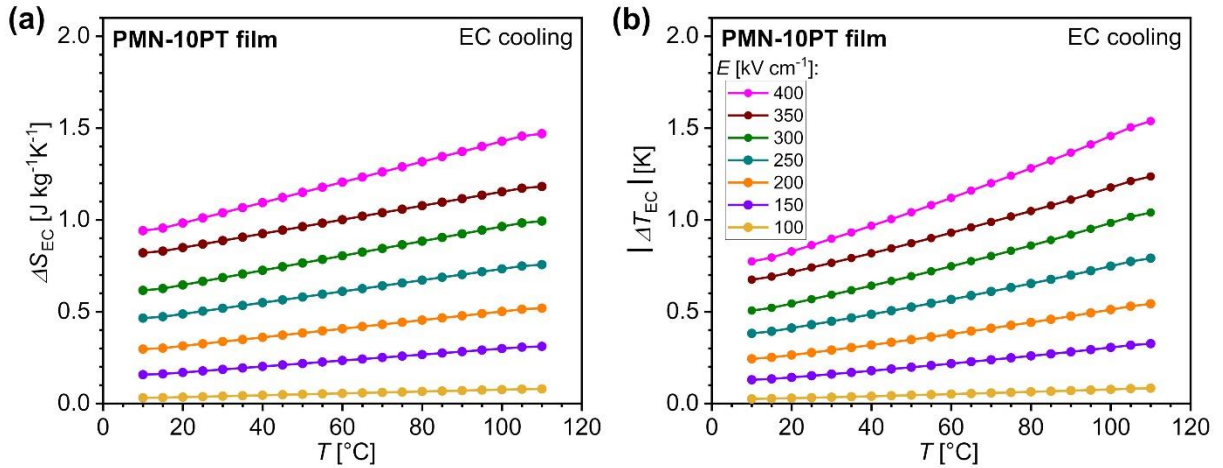 (a)
PMN-10PT film
EC cooling
ΔS_EC [J kg⁻¹K⁻¹]
2.0
1.5
1.0
0.5
0.0
0 20 40 60 80 100 120
T [°C]
(b)
PMN-10PT film
EC cooling
E [kV cm⁻¹]:
400
350
300
250
200
150
100
|ΔT_EC| [K]
2.0
1.5
1.0
0.5
0.0
0 20 40 60 80 100 120
T [°C]